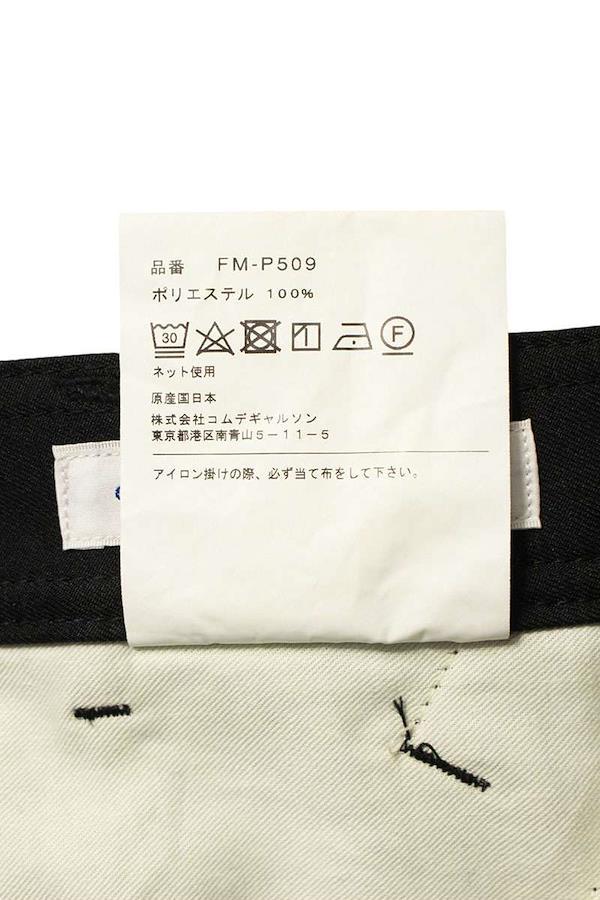 品番 FM-P509
ポリエステル 100%
30 F
ネット使用
原産国日本
株式会社コムデギャルソン
東京都港区南青山5-11-5
アイロン掛けの際、必ず当て布をして下さい。